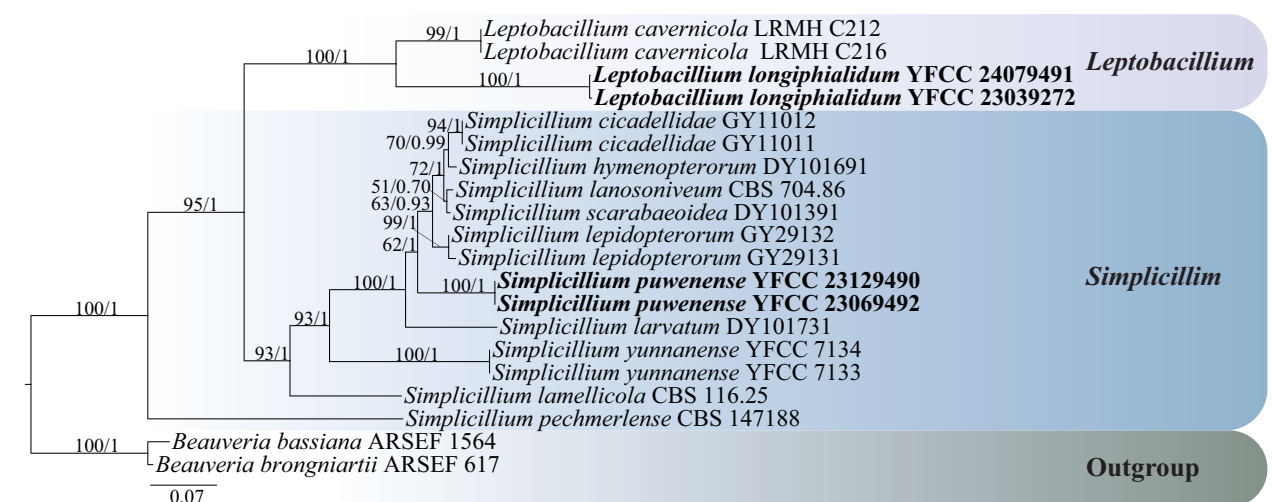 Leptobacillium cavernicola LRMH C212
99/1
Leptobacillium cavernicola LRMH C216
100/1
Leptobacillium
Leptobacillium longiphialidum YFCC 24079491
100/1
Leptobacillium longiphialidum YFCC 23039272
Simplicillium cicadellidae GY11012
94/1
Simplicillium cicadellidae GY11011
70/0.99
Simplicillium hymenopterorum DY101691
72/1
Simplicillium lanosoniveum CBS 704.86
51/0.70
63/0.93
95/1
Simplicillium scarabaeoidea DY101391
99/1
Simplicillium lepidopterorum GY29132
62/1
Simplicillium lepidopterorum GY29131
Simplicillium puwenense YFCC 23129490
100/1
100/1
Simplicillim
Simplicillium puwenense YFCC 23069492
100/1
93/1
Simplicillium larvatum DY101731
Simplicillium yunnanense YFCC 7134
93/1
100/1
Simplicillium yunnanense YFCC 7133
Simplicillium lamellicola CBS 116.25
Simplicillium pechmerlense CBS 147188
100/1
Beauveria bassiana ARSEF 1564
Beauveria brongniartii ARSEF 617
Outgroup
0.07